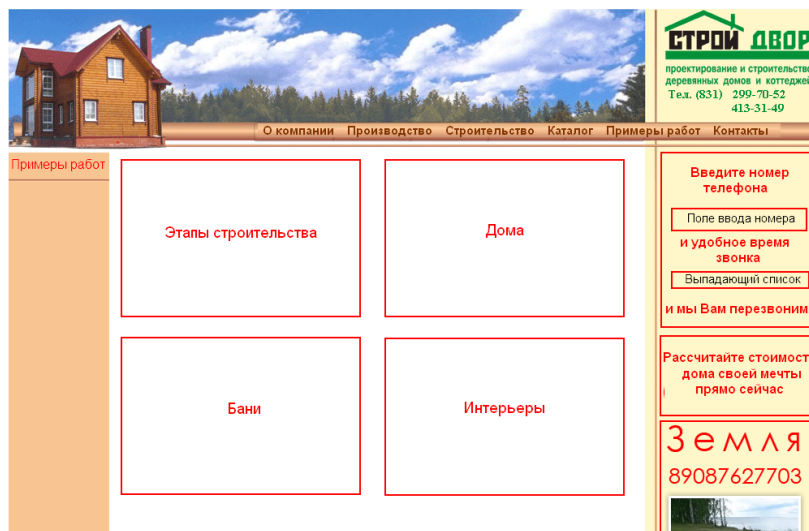 СТРОЙ ДВОР
проектирование и строительство
деревянных домов и коттеджей
Тел. (831) 299-70-52
413-31-49
О компании Производство Строительство Каталог Примеры работ Контакты
Примеры работ
Этапы строительства
Дома
Бани
Интерьеры
Введите номер
телефона
Поле ввода номера
и удобное время
звонка
Выпадающий список
и мы Вам перезвоним
Рассчитайте стоимост
дома своей мечты
прямо сейчас
Земля
89087627703